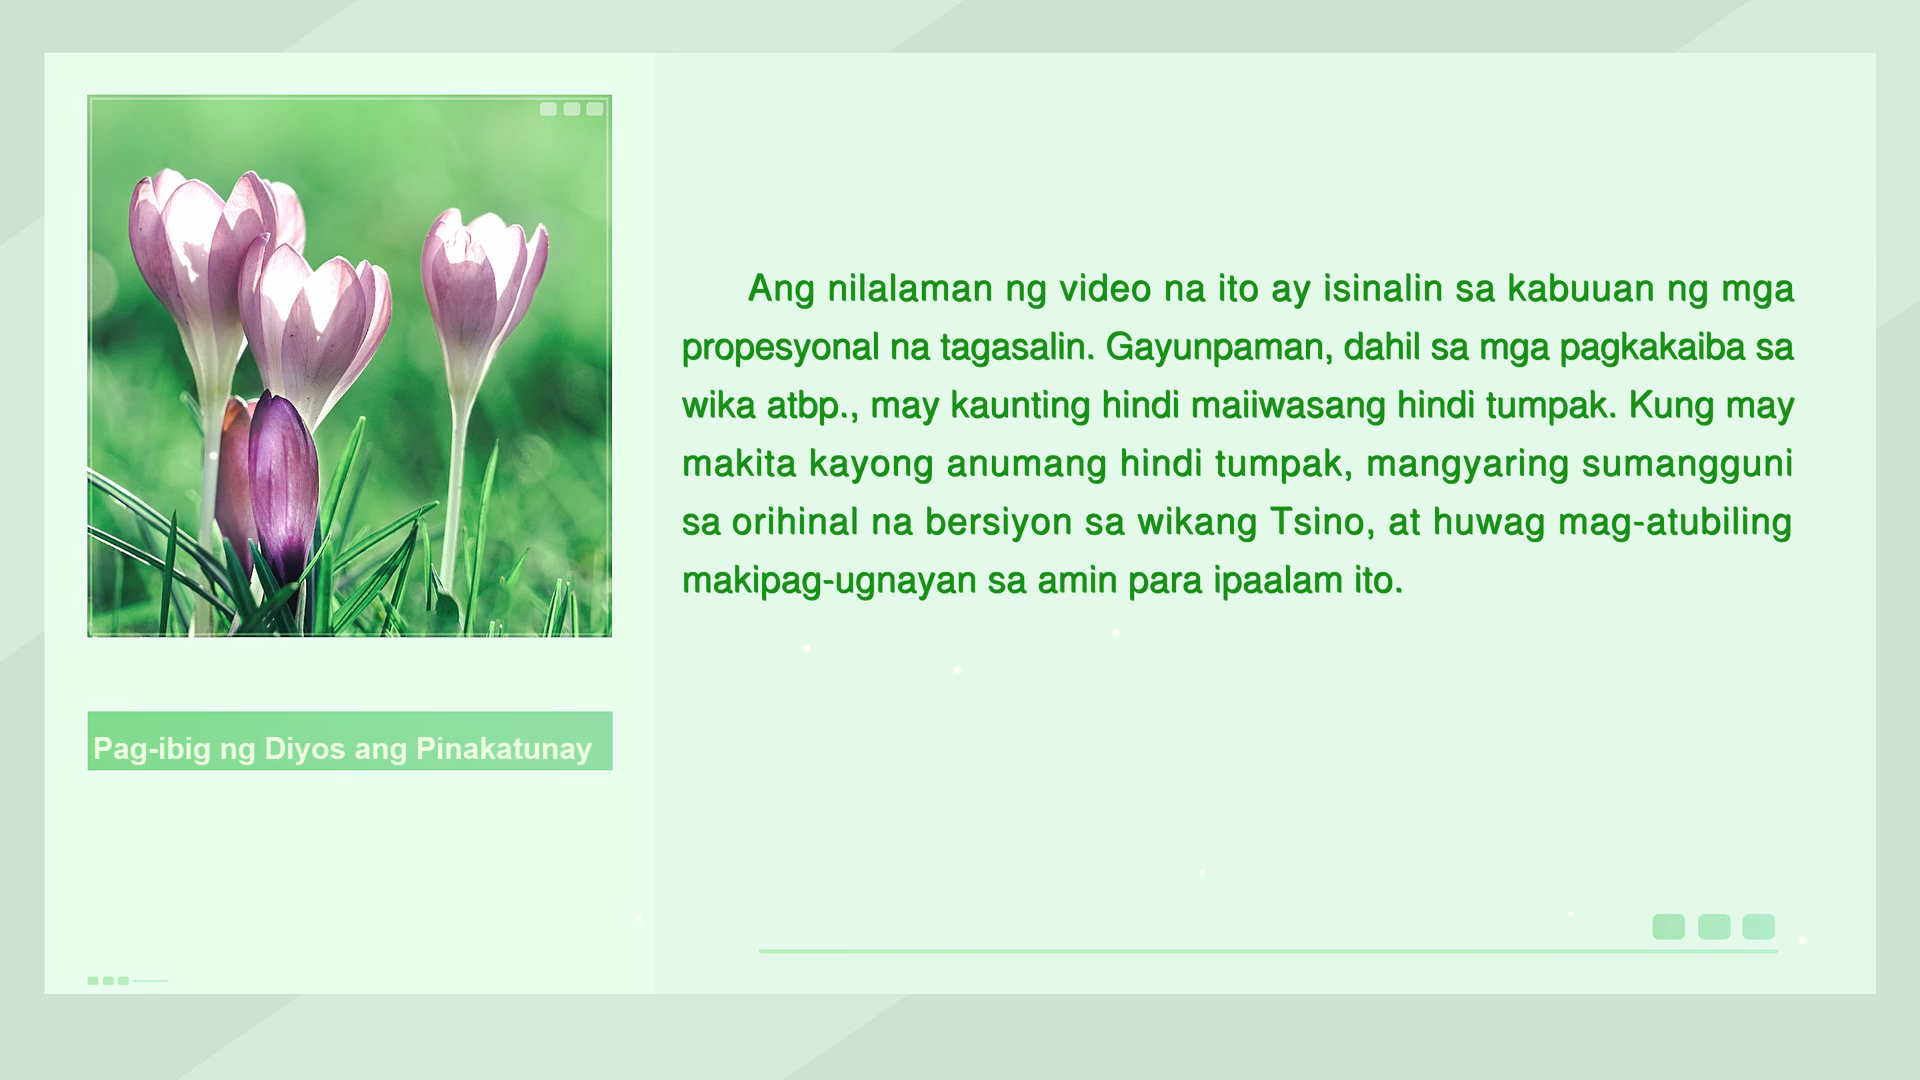 Ang nilalaman ng video na ito ay isinalin sa kabuuan ng mga
propesyonal na tagasalin. Gayunpaman, dahil sa mga pagkakaiba sa
wika atbp., may kaunting hindi maiiwasang hindi tumpak. Kung may
makita kayong anumang hindi tumpak, mangyaring sumangguni
sa orihinal na bersiyon sa wikang Tsino, at huwag mag-atubiling
makipag-ugnayan sa amin para ipaalam ito.
Pag-ibig ng Diyos ang Pinakatunay